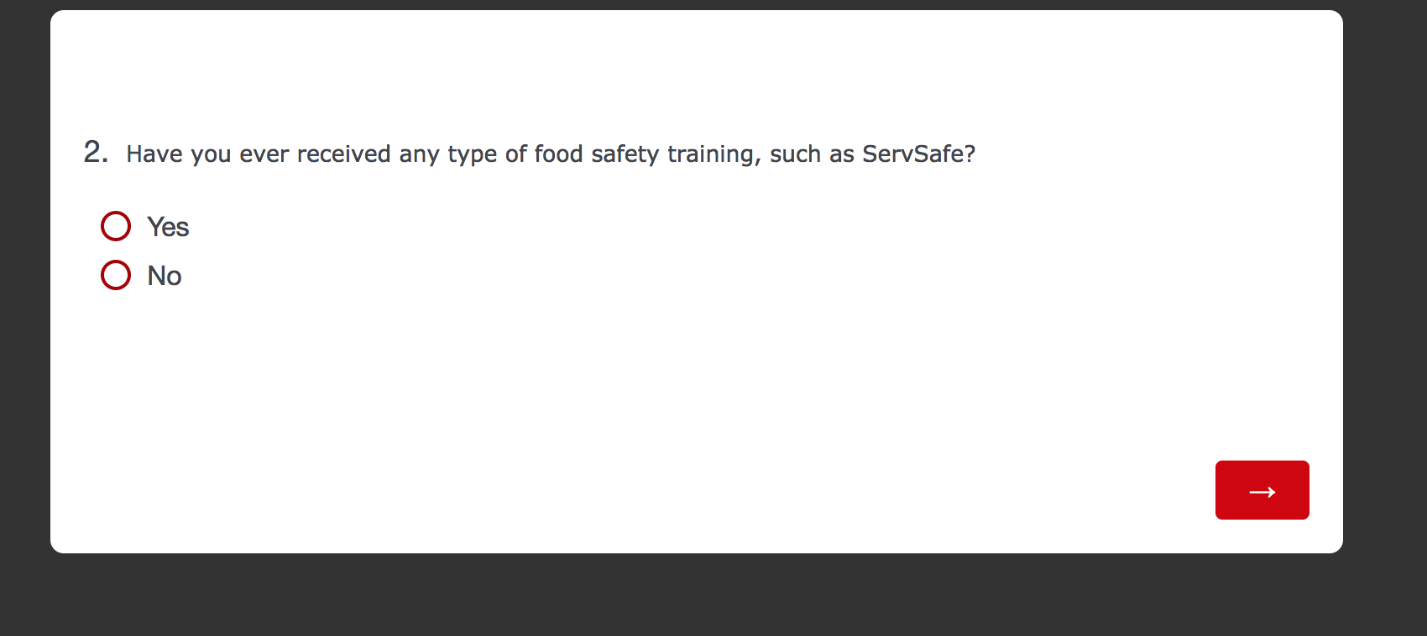 2. Have you ever received any type of food safety training, such as ServSafe?
Yes
No
→